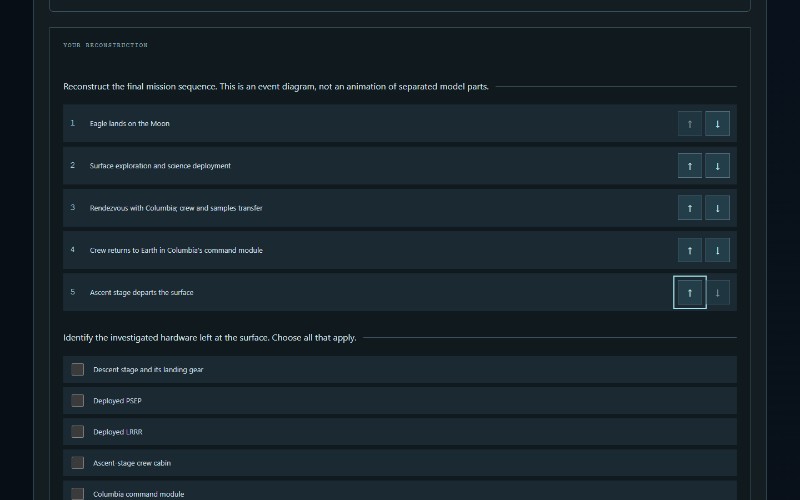 YOUR RECONSTRUCTION
Reconstruct the final mission sequence. This is an event diagram, not an animation of separated model parts.
1 Eagle lands on the Moon ↑ ↓
2 Surface exploration and science deployment ↑ ↓
3 Rendezvous with Columbia; crew and samples transfer ↑ ↓
4 Crew returns to Earth in Columbia's command module ↑ ↓
5 Ascent stage departs the surface ↑ ↓
Identify the investigated hardware left at the surface. Choose all that apply.
Descent stage and its landing gear
Deployed PSEP
Deployed LRRR
Ascent-stage crew cabin
Columbia command module